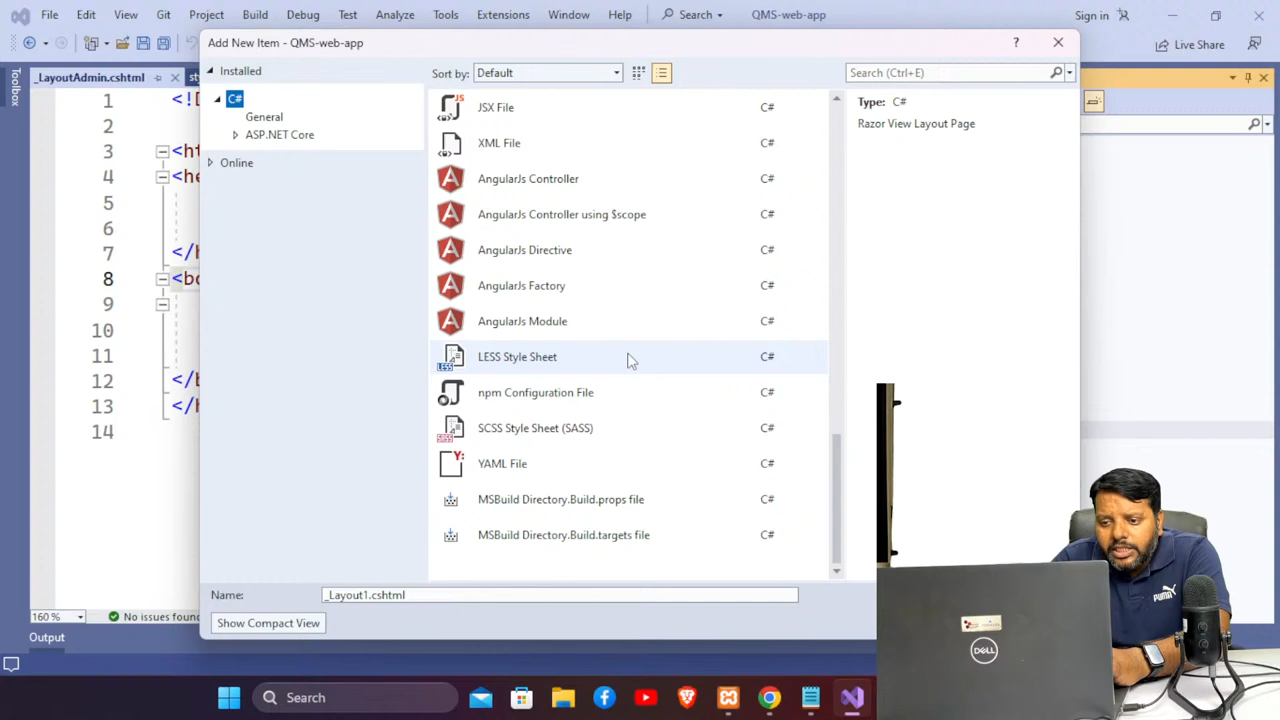 File Edit View Git Project Build Debug Test Analyze Tools Extensions Window Help Search QMS-web-app Sign in
Live Share
Add New Item - QMS-web-app
_LayoutAdmin.cshtml
Toolbox
Installed
C#
General
ASP.NET Core
Online
Sort by: Default
Search (Ctrl+E)
JSX File C#
XML File C#
AngularJs Controller C#
AngularJs Controller using $scope C#
AngularJs Directive C#
AngularJs Factory C#
AngularJs Module C#
LESS Style Sheet C#
npm Configuration File C#
SCSS Style Sheet (SASS) C#
YAML File C#
MSBuild Directory.Build.props file C#
MSBuild Directory.Build.targets file C#
Type: C#
Razor View Layout Page
1
2
3
4
5
6
7
8
9
10
11
12
13
14
160 % No issues found
Name: _Layout1.cshtml
Show Compact View
Output
Search
PUMA
DELL